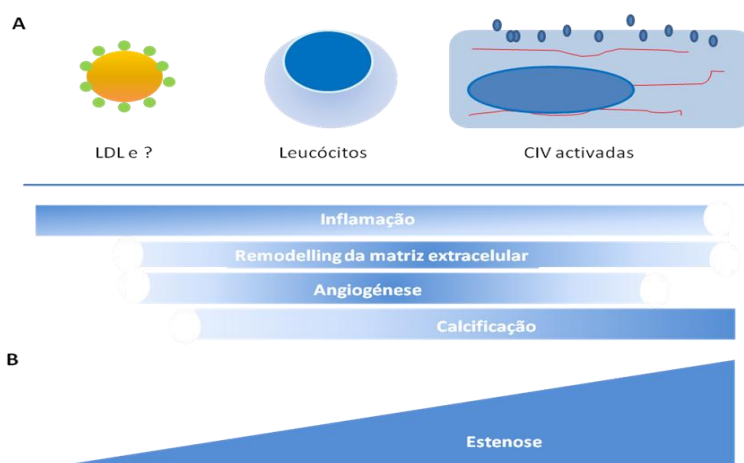 A
LDL e ?
Leucócitos
CIV activadas
Inflamação
Remodelling da matriz extracelular
Angiogénese
Calcificação
B
Estenose